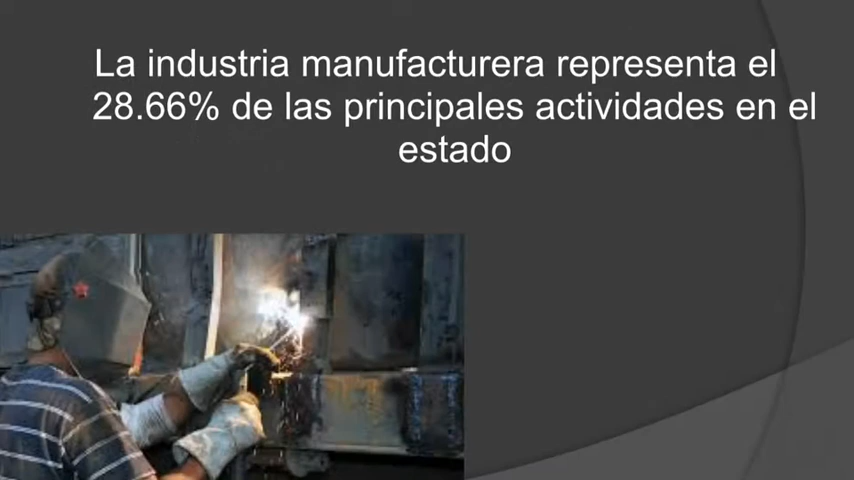 La industria manufacturera representa el
28.66% de las principales actividades en el
estado